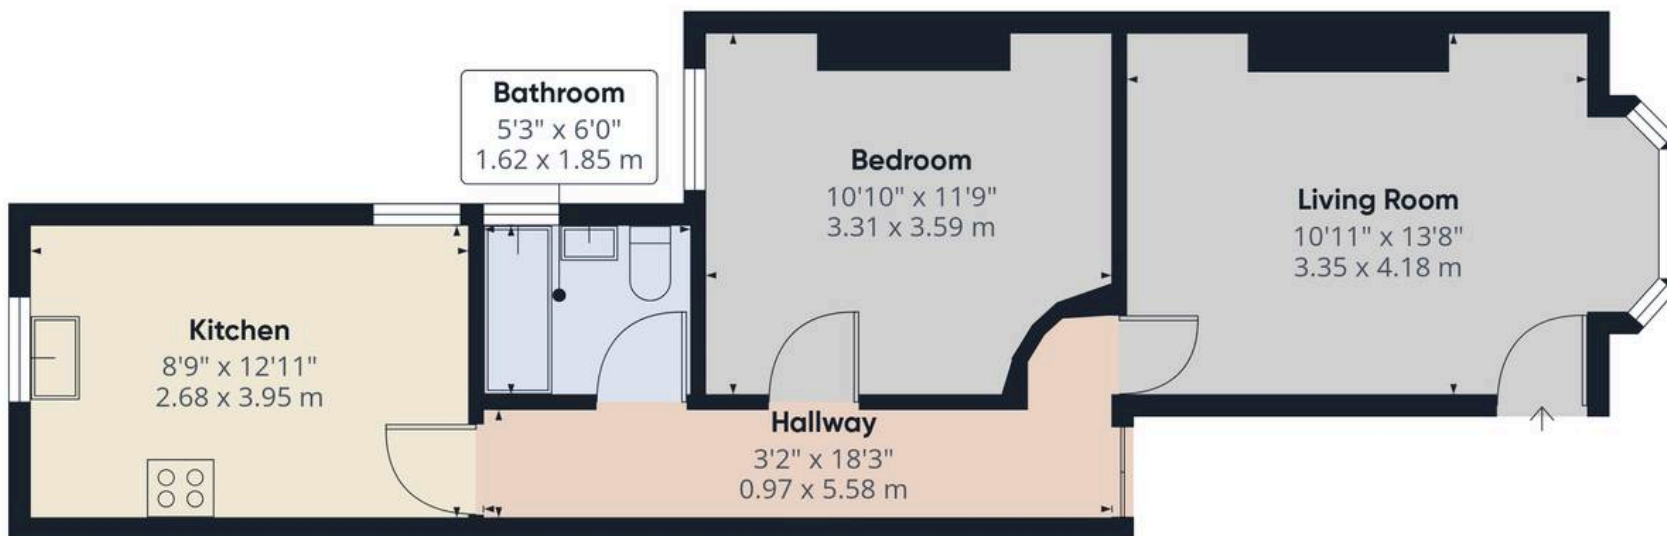 Bathroom
5'3" x 6'0"
1.62 x 1.85 m
Bedroom
10'10" x 11'9"
3.31 x 3.59 m
Living Room
10'11" x 13'8"
3.35 x 4.18 m
Kitchen
8'9" x 12'11"
2.68 x 3.95 m
Hallway
3'2" x 18'3"
0.97 x 5.58 m